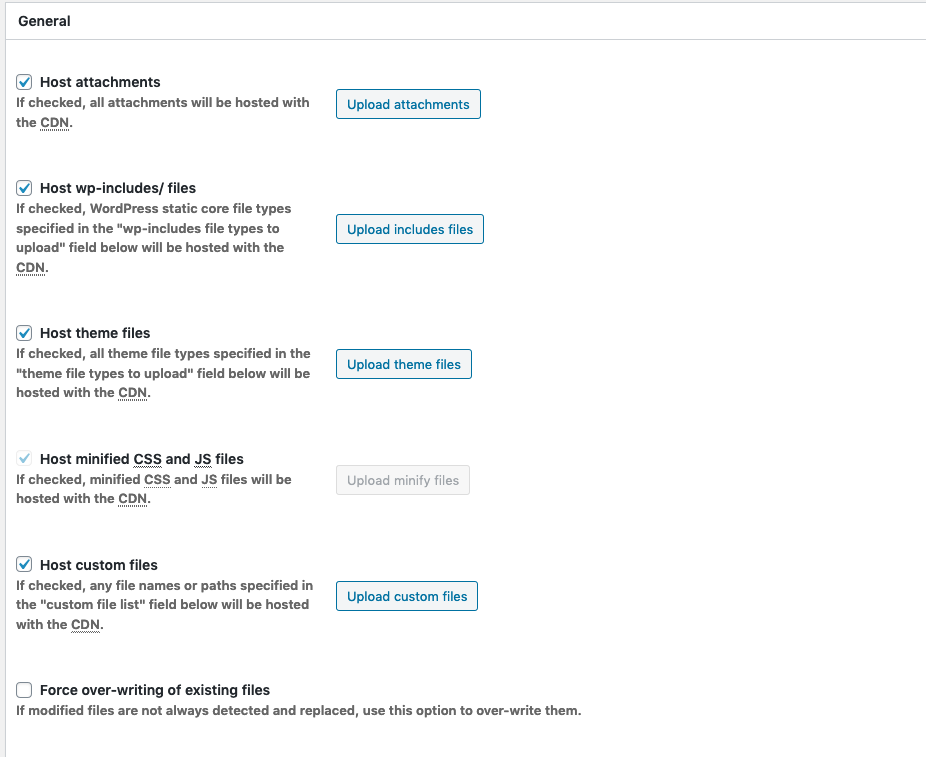 General
Host attachments
If checked, all attachments will be hosted with
the CDN.
Upload attachments
Host wp-includes/ files
If checked, WordPress static core file types
specified in the "wp-includes file types to
upload" field below will be hosted with the
CDN.
Upload includes files
Host theme files
If checked, all theme file types specified in the
"theme file types to upload" field below will be
hosted with the CDN.
Upload theme files
Host minified CSS and JS files
If checked, minified CSS and JS files will be
hosted with the CDN.
Upload minify files
Host custom files
If checked, any file names or paths specified in
the "custom file list" field below will be hosted
with the CDN.
Upload custom files
Force over-writing of existing files
If modified files are not always detected and replaced, use this option to over-write them.